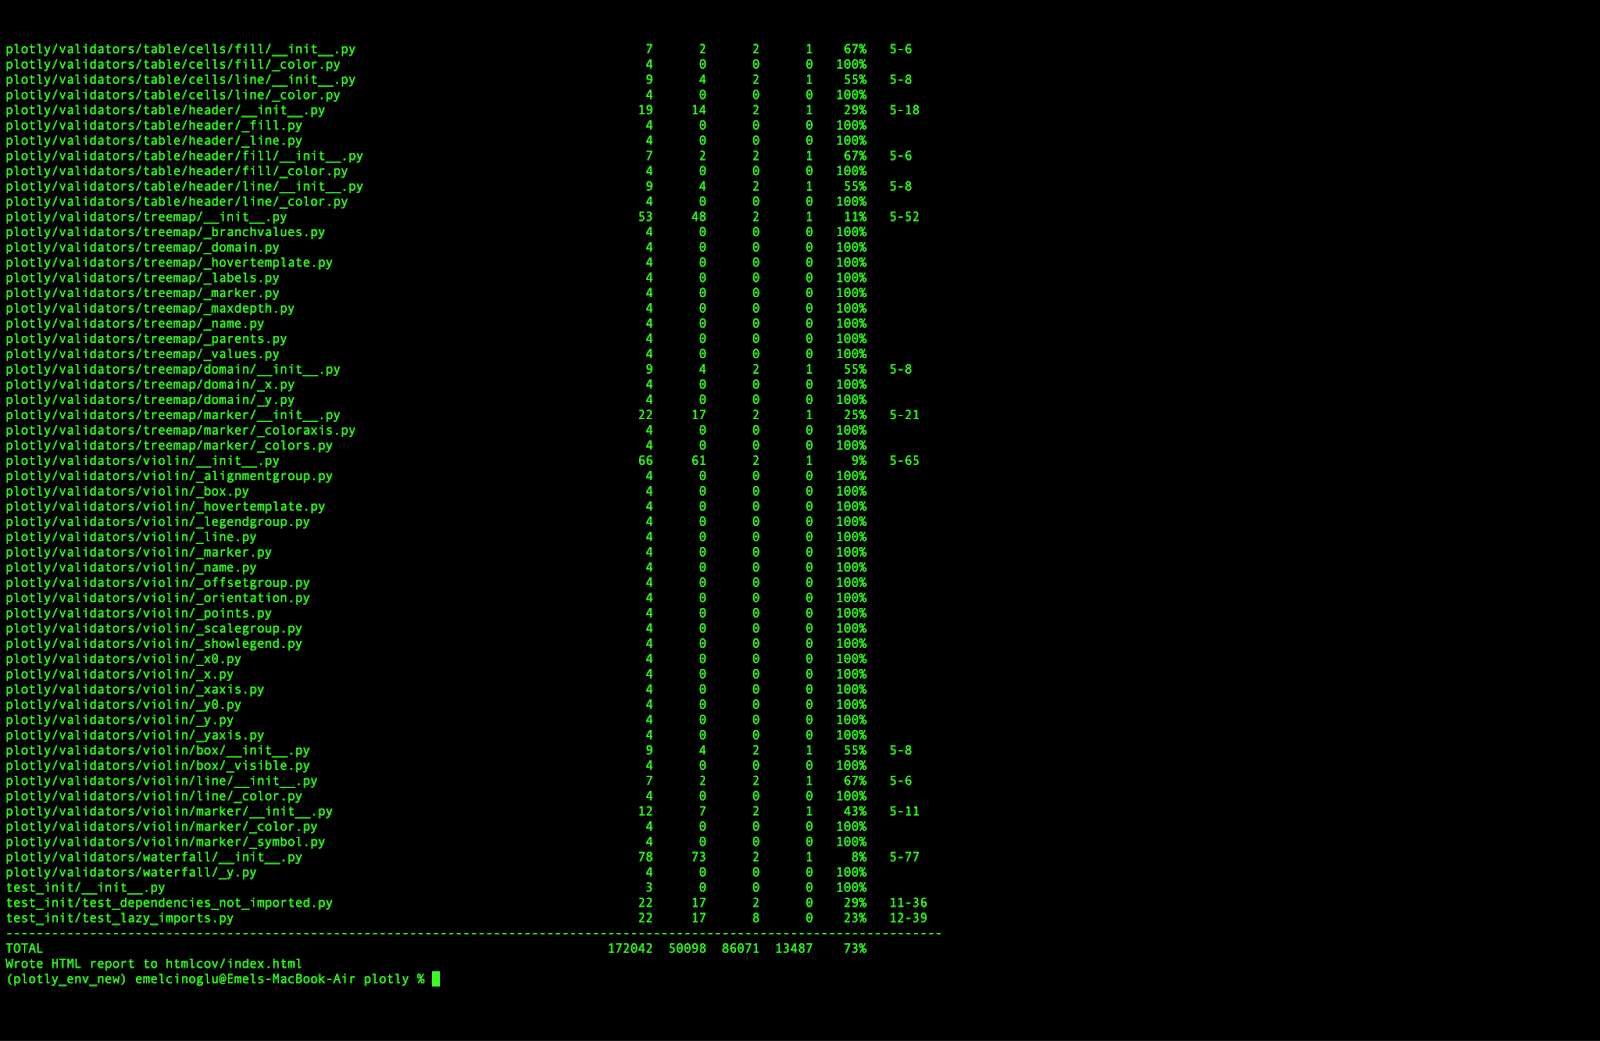 plotly/validators/table/cells/fill/__init__.py 7 2 2 1 67% 5-6
plotly/validators/table/cells/fill/_color.py 4 0 0 0 100%
plotly/validators/table/cells/line/__init__.py 9 4 2 1 55% 5-8
plotly/validators/table/cells/line/_color.py 4 0 0 0 100%
plotly/validators/table/header/__init__.py 19 14 2 1 29% 5-18
plotly/validators/table/header/_fill.py 4 0 0 0 100%
plotly/validators/table/header/_line.py 4 0 0 0 100%
plotly/validators/table/header/fill/__init__.py 7 2 2 1 67% 5-6
plotly/validators/table/header/fill/_color.py 4 0 0 0 100%
plotly/validators/table/header/line/__init__.py 9 4 2 1 55% 5-8
plotly/validators/table/header/line/_color.py 4 0 0 0 100%
plotly/validators/treemap/__init__.py 53 48 2 1 11% 5-52
plotly/validators/treemap/_branchvalues.py 4 0 0 0 100%
plotly/validators/treemap/_domain.py 4 0 0 0 100%
plotly/validators/treemap/_hovertemplate.py 4 0 0 0 100%
plotly/validators/treemap/_labels.py 4 0 0 0 100%
plotly/validators/treemap/_marker.py 4 0 0 0 100%
plotly/validators/treemap/_maxdepth.py 4 0 0 0 100%
plotly/validators/treemap/_name.py 4 0 0 0 100%
plotly/validators/treemap/_parents.py 4 0 0 0 100%
plotly/validators/treemap/_values.py 4 0 0 0 100%
plotly/validators/treemap/domain/__init__.py 9 4 2 1 55% 5-8
plotly/validators/treemap/domain/_x.py 4 0 0 0 100%
plotly/validators/treemap/domain/_y.py 4 0 0 0 100%
plotly/validators/treemap/marker/__init__.py 22 17 2 1 25% 5-21
plotly/validators/treemap/marker/_coloraxis.py 4 0 0 0 100%
plotly/validators/treemap/marker/_colors.py 4 0 0 0 100%
plotly/validators/violin/__init__.py 66 61 2 1 9% 5-65
plotly/validators/violin/_alignmentgroup.py 4 0 0 0 100%
plotly/validators/violin/_box.py 4 0 0 0 100%
plotly/validators/violin/_hovertemplate.py 4 0 0 0 100%
plotly/validators/violin/_legendgroup.py 4 0 0 0 100%
plotly/validators/violin/_line.py 4 0 0 0 100%
plotly/validators/violin/_marker.py 4 0 0 0 100%
plotly/validators/violin/_name.py 4 0 0 0 100%
plotly/validators/violin/_offsetgroup.py 4 0 0 0 100%
plotly/validators/violin/_orientation.py 4 0 0 0 100%
plotly/validators/violin/_points.py 4 0 0 0 100%
plotly/validators/violin/_scalegroup.py 4 0 0 0 100%
plotly/validators/violin/_showlegend.py 4 0 0 0 100%
plotly/validators/violin/_x0.py 4 0 0 0 100%
plotly/validators/violin/_x.py 4 0 0 0 100%
plotly/validators/violin/_xaxis.py 4 0 0 0 100%
plotly/validators/violin/_y0.py 4 0 0 0 100%
plotly/validators/violin/_y.py 4 0 0 0 100%
plotly/validators/violin/_yaxis.py 4 0 0 0 100%
plotly/validators/violin/box/__init__.py 9 4 2 1 55% 5-8
plotly/validators/violin/box/_visible.py 4 0 0 0 100%
plotly/validators/violin/line/__init__.py 7 2 2 1 67% 5-6
plotly/validators/violin/line/_color.py 4 0 0 0 100%
plotly/validators/violin/marker/__init__.py 12 7 2 1 43% 5-11
plotly/validators/violin/marker/_color.py 4 0 0 0 100%
plotly/validators/violin/marker/_symbol.py 4 0 0 0 100%
plotly/validators/waterfall/__init__.py 78 73 2 1 8% 5-77
plotly/validators/waterfall/_y.py 4 0 0 0 100%
test_init/__init__.py 3 0 0 0 100%
test_init/test_dependencies_not_imported.py 22 17 2 0 29% 11-36
test_init/test_lazy_imports.py 22 17 8 0 23% 12-39
---------------------------------------------------------------------------------------------------------------------------
TOTAL 172042 50098 86071 13487 73%
Wrote HTML report to htmlcov/index.html
(plotly_env_new) emelcinoglu@Emels-MacBook-Air plotly %